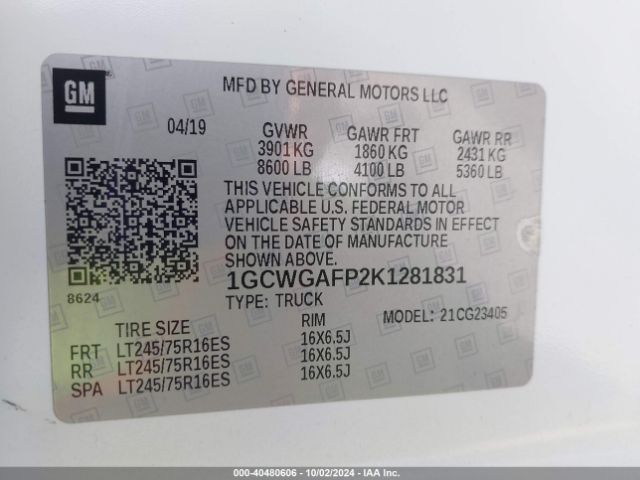 GM
MFD BY GENERAL MOTORS LLC
04/19 GVWR GAWR FRT GAWR RR
3901 KG 1860 KG 2431 KG
8600 LB 4100 LB 5360 LB
THIS VEHICLE CONFORMS TO ALL
APPLICABLE U.S. FEDERAL MOTOR
VEHICLE SAFETY STANDARDS IN EFFECT
ON THE DATE OF MANUFACTURE
SHOWN ABOVE.
8624
1GCWGAFP2K1281831
TYPE: TRUCK MODEL: 21CG23405
TIRE SIZE RIM
FRT LT245/75R16ES 16X6.5J
RR LT245/75R16ES 16X6.5J
SPA LT245/75R16ES 16X6.5J
000-40480606 - 10/02/2024 - IAAI.COM